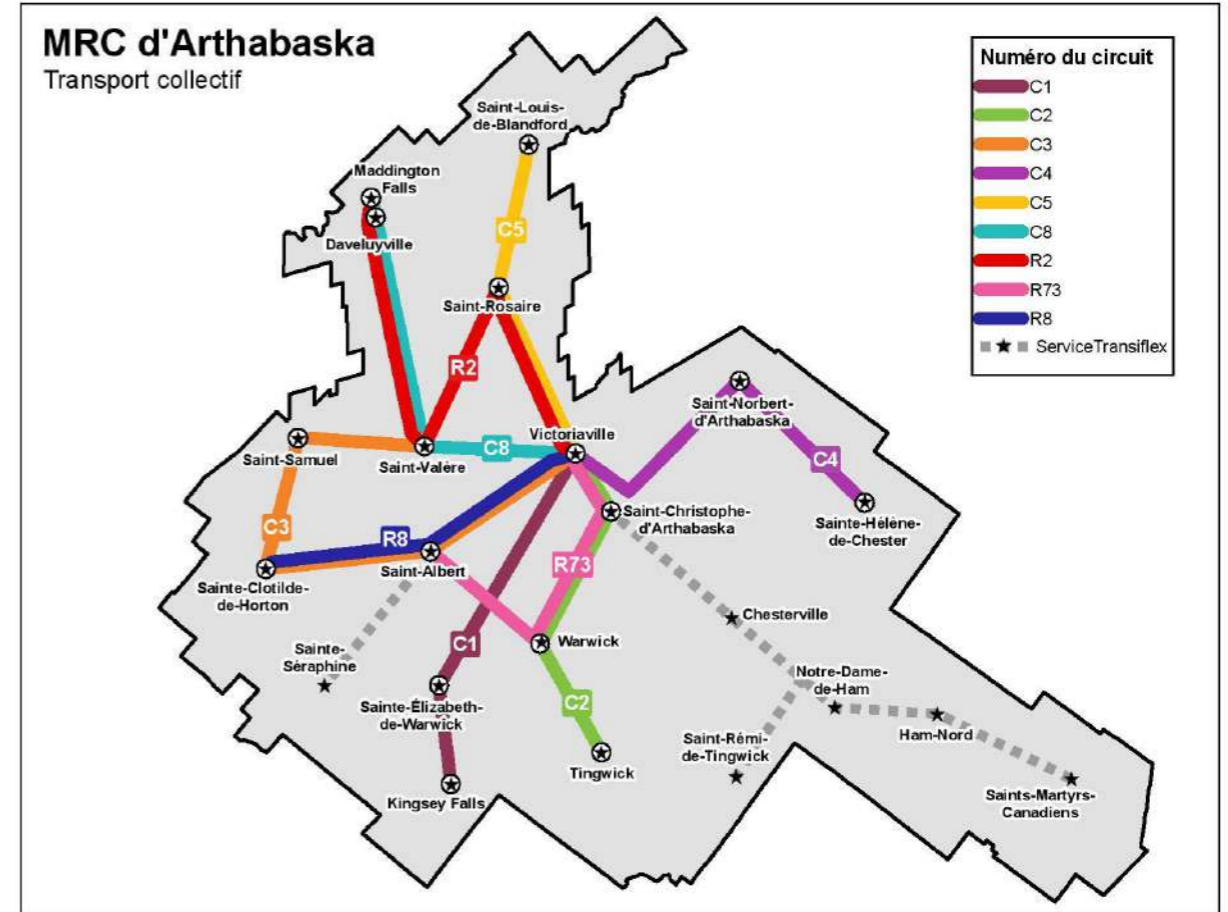 MRC d'Arthabaska
Transport collectif
Numéro du circuit
C1
C2
C3
C4
C5
C8
R2
R73
R8
ServiceTransiflex
Saint-Louis-
de-Blandford
Maddington
Falls
Daveluyville
C5
Saint-Rosaire
R2
Saint-Norbert-
d'Arthabaska
Victoriaville
C8
Saint-Samuel
Saint-Valère
C4
Saint-Christophe-
d'Arthabaska
Sainte-Hélène-
de-Chester
C3
R8
Saint-Albert
R73
Sainte-Clotilde-
de-Horton
Chesterville
Warwick
C1
Sainte-
Séraphine
Notre-Dame-
de-Ham
Sainte-Élizabeth-
de-Warwick
C2
Ham-Nord
Saint-Rémi-
de-Tingwick
Tingwick
Kingsey Falls
Saints-Martyrs-
Canadiens